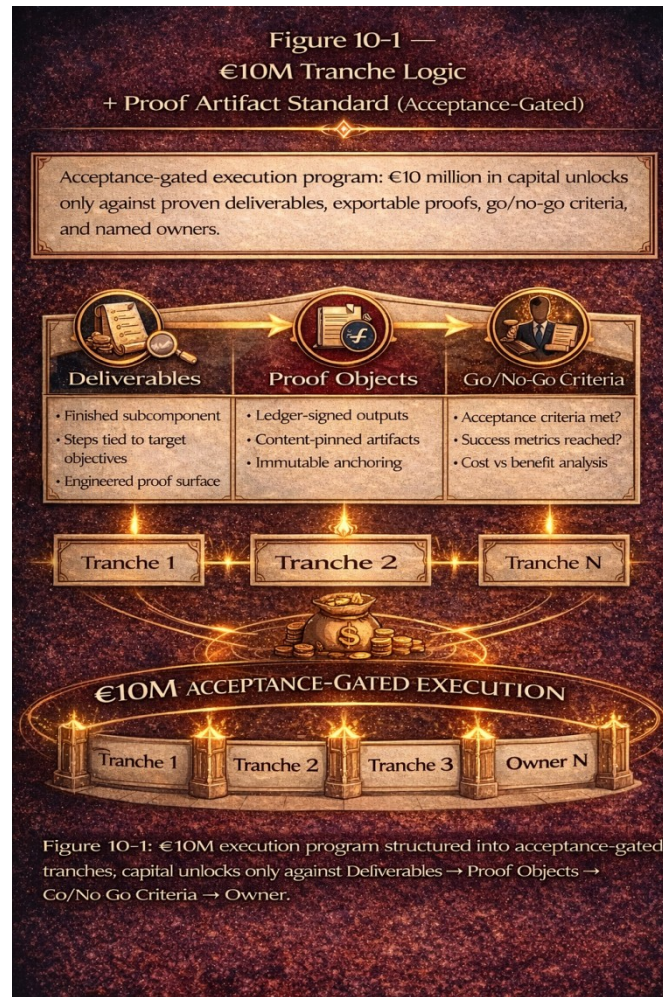 Figure 10-1 —
€10M Tranche Logic
+ Proof Artifact Standard (Acceptance-Gated)
Acceptance-gated execution program: €10 million in capital unlocks
only against proven deliverables, exportable proofs, go/no-go criteria,
and named owners.
Deliverables
• Finished subcomponent
• Steps tied to target
objectives
• Engineered proof surface
Proof Objects
• Ledger-signed outputs
• Content-pinned artifacts
• Immutable anchoring
Go/No-Go Criteria
• Acceptance criteria met?
• Success metrics reached?
• Cost vs benefit analysis
Tranche 1
Tranche 2
Tranche N
$
€10M ACCEPTANCE-GATED EXECUTION
Tranche 1
Tranche 2
Tranche 3
Owner N
Figure 10-1: €10M execution program structured into acceptance-gated
tranches, capital unlocks only against Deliverables → Proof Objects →
Go/No Go Criteria → Owner.